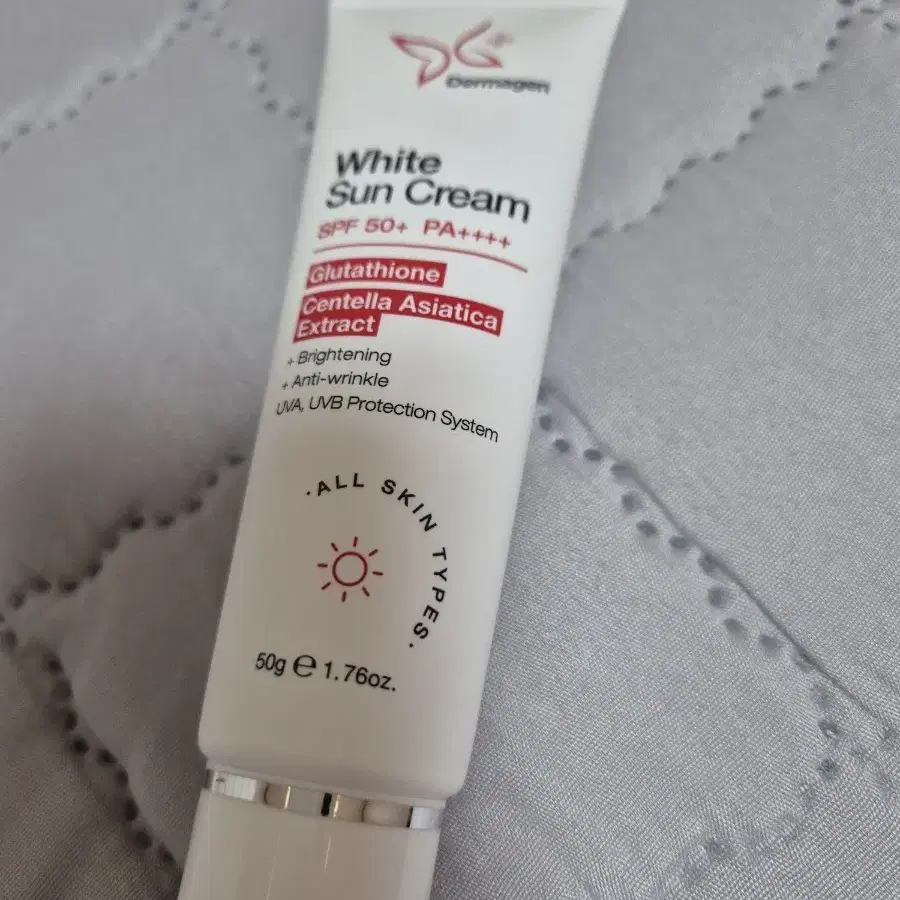 Dermagen
White
Sun Cream
SPF 50+ PA++++
Glutathione
Centella Asiatica
Extract
+ Brightening
+ Anti-wrinkle
UVA, UVB Protection System
·ALL SKIN TYPES·
50g ℮ 1.76oz.